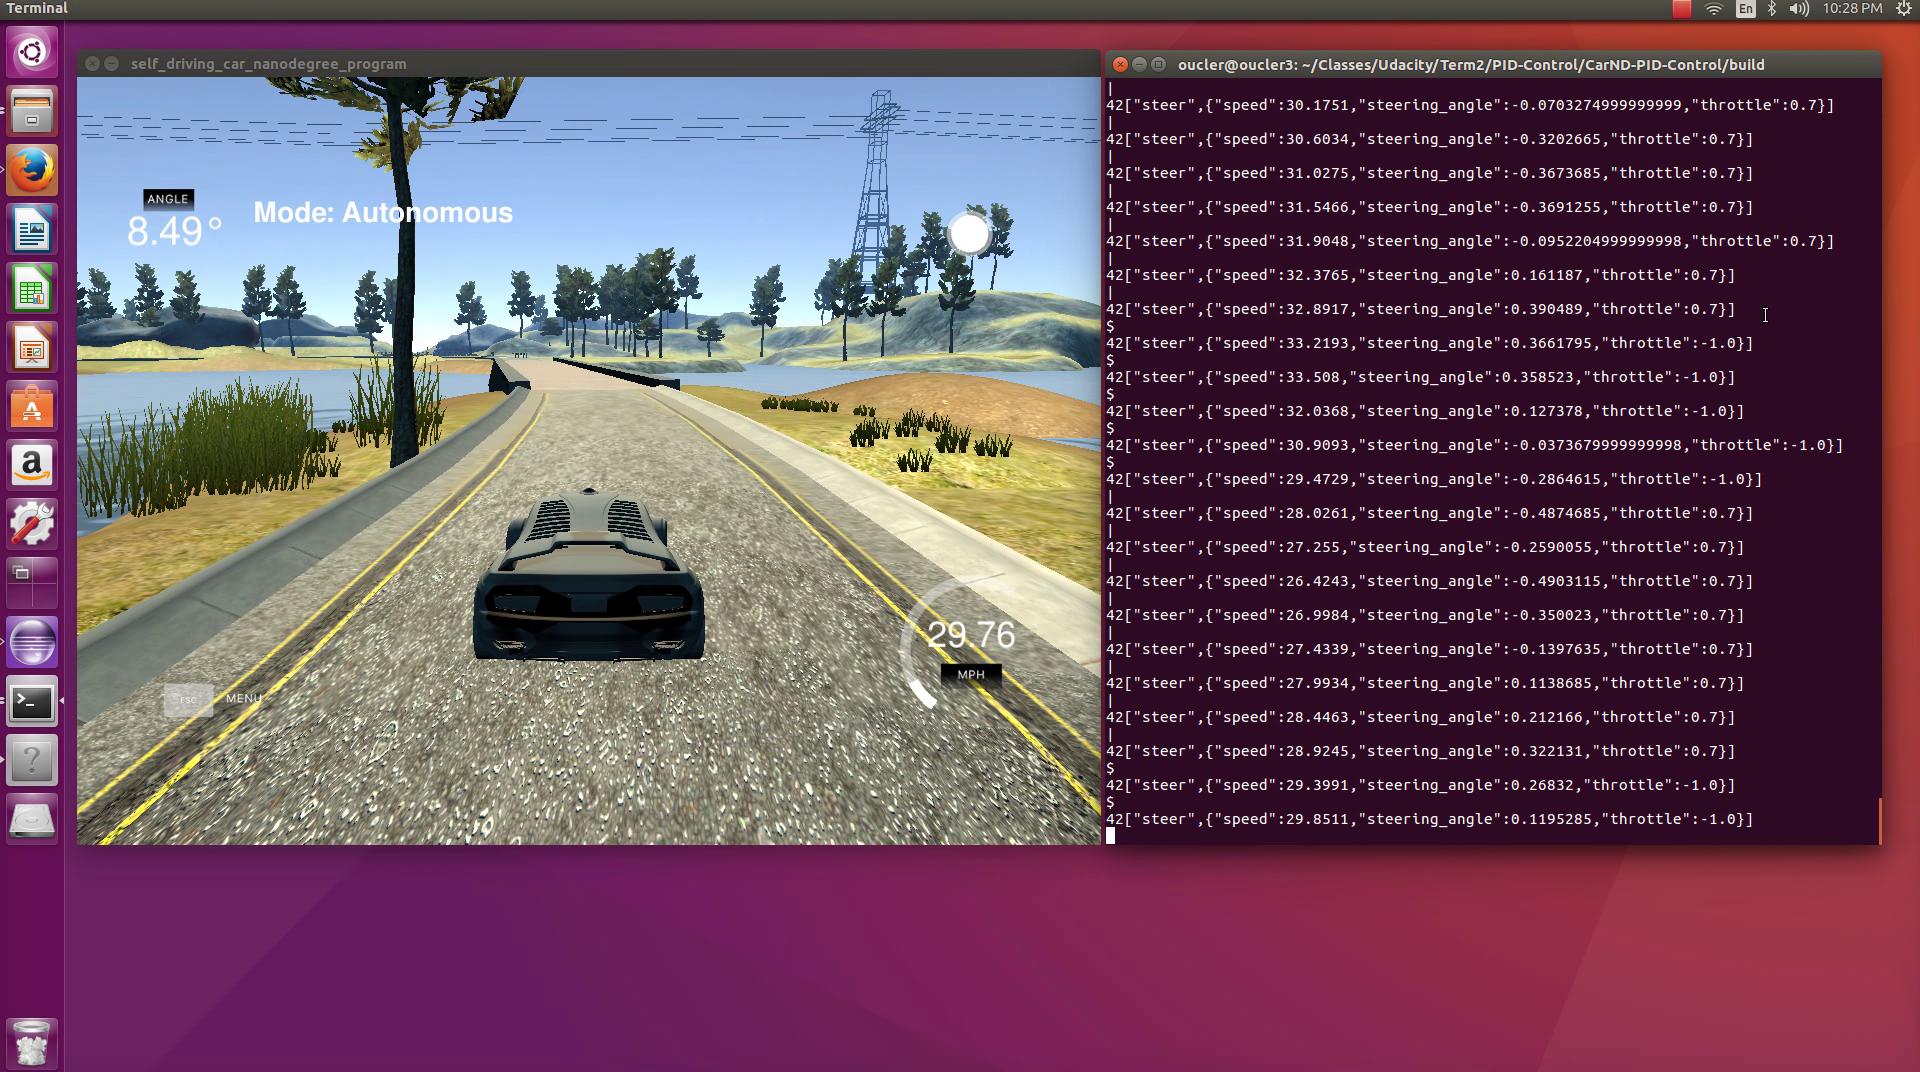 Terminal
En
10:28 PM
self_driving_car_nanodegree_program
ANGLE
8.49°
Mode: Autonomous
29.76
MPH
ESC
MENU
a
>_
?
oucler@oucler3: ~/Classes/Udacity/Term2/PID-Control/CarND-PID-Control/build
|
42["steer",{"speed":30.1751,"steering_angle":-0.0703274999999999,"throttle":0.7}]
|
42["steer",{"speed":30.6034,"steering_angle":-0.3202665,"throttle":0.7}]
|
42["steer",{"speed":31.0275,"steering_angle":-0.3673685,"throttle":0.7}]
|
42["steer",{"speed":31.5466,"steering_angle":-0.3691255,"throttle":0.7}]
|
42["steer",{"speed":31.9048,"steering_angle":-0.0952204999999998,"throttle":0.7}]
|
42["steer",{"speed":32.3765,"steering_angle":0.161187,"throttle":0.7}]
|
42["steer",{"speed":32.8917,"steering_angle":0.390489,"throttle":0.7}]
$
42["steer",{"speed":33.2193,"steering_angle":0.3661795,"throttle":-1.0}]
$
42["steer",{"speed":33.508,"steering_angle":0.358523,"throttle":-1.0}]
$
42["steer",{"speed":32.0368,"steering_angle":0.127378,"throttle":-1.0}]
$
42["steer",{"speed":30.9093,"steering_angle":-0.0373679999999998,"throttle":-1.0}]
$
42["steer",{"speed":29.4729,"steering_angle":-0.2864615,"throttle":-1.0}]
|
42["steer",{"speed":28.0261,"steering_angle":-0.4874685,"throttle":0.7}]
|
42["steer",{"speed":27.255,"steering_angle":-0.2590055,"throttle":0.7}]
|
42["steer",{"speed":26.4243,"steering_angle":-0.4903115,"throttle":0.7}]
|
42["steer",{"speed":26.9984,"steering_angle":-0.350023,"throttle":0.7}]
|
42["steer",{"speed":27.4339,"steering_angle":-0.1397635,"throttle":0.7}]
|
42["steer",{"speed":27.9934,"steering_angle":0.1138685,"throttle":0.7}]
|
42["steer",{"speed":28.4463,"steering_angle":0.212166,"throttle":0.7}]
|
42["steer",{"speed":28.9245,"steering_angle":0.322131,"throttle":0.7}]
$
42["steer",{"speed":29.3991,"steering_angle":0.26832,"throttle":-1.0}]
$
42["steer",{"speed":29.8511,"steering_angle":0.1195285,"throttle":-1.0}]